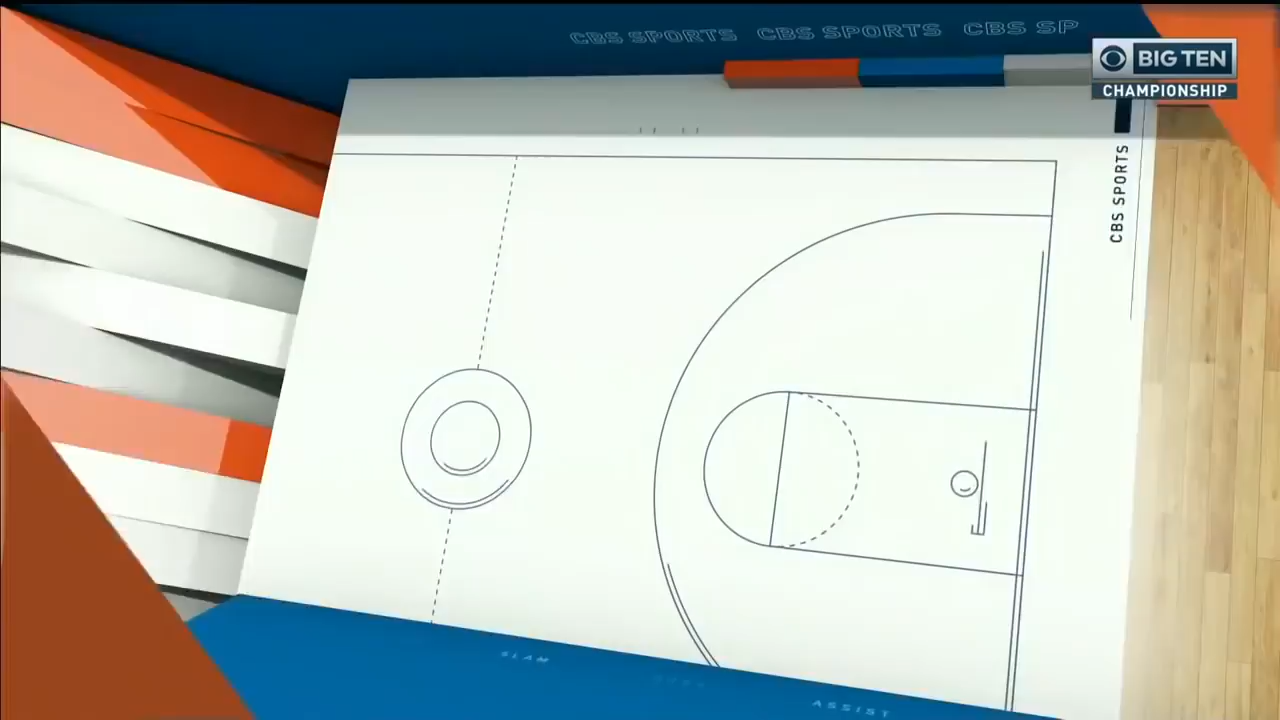 CBS SPORTS CBS SPORTS CBS SP
BIG TEN
CHAMPIONSHIP
CBS SPORTS
SLAM
ASSIST